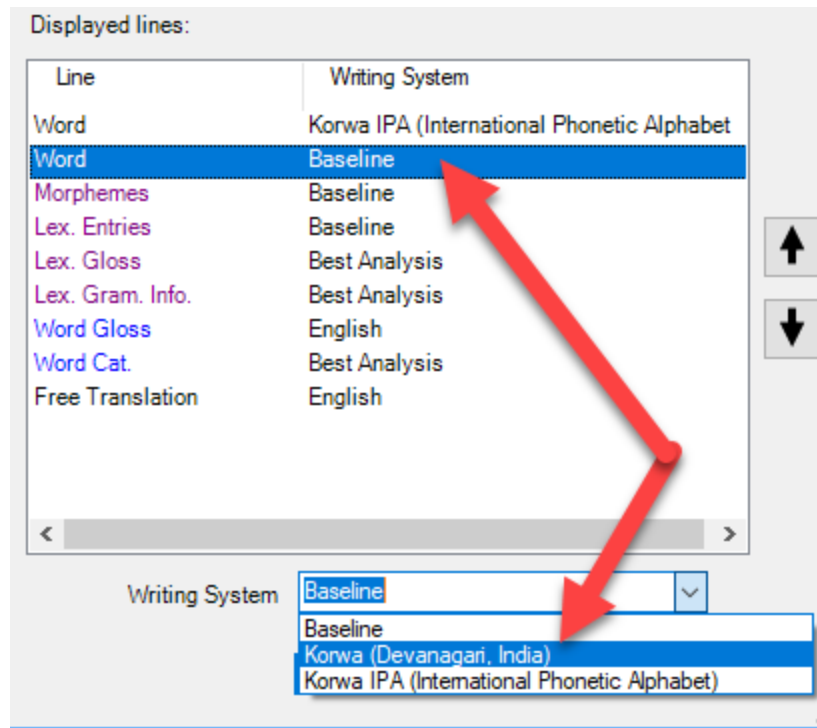 Displayed lines:
Line Writing System
Word Korwa IPA (International Phonetic Alphabet
Word Baseline
Morphemes Baseline
Lex. Entries Baseline
Lex. Gloss Best Analysis
Lex. Gram. Info. Best Analysis
Word Gloss English
Word Cat. Best Analysis
Free Translation English
Writing System Baseline
Baseline
Korwa (Devanagari, India)
Korwa IPA (International Phonetic Alphabet)